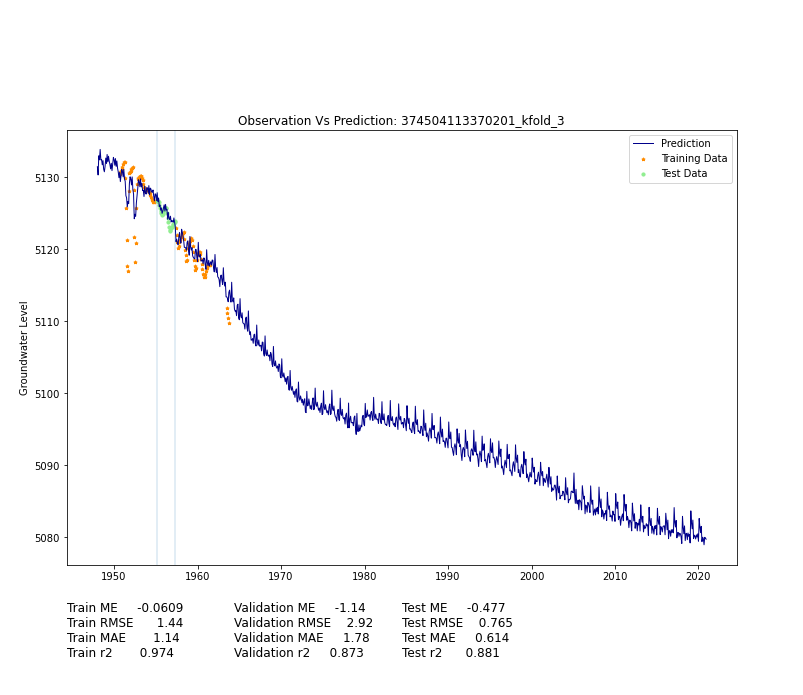 Observation Vs Prediction: 374504113370201_kfold_3
Prediction
Training Data
Test Data
5130
5120
5110
5100
5090
5080
Groundwater Level
1950 1960 1970 1980 1990 2000 2010 2020
Train ME -0.0609 Validation ME -1.14 Test ME -0.477
Train RMSE 1.44 Validation RMSE 2.92 Test RMSE 0.765
Train MAE 1.14 Validation MAE 1.78 Test MAE 0.614
Train r2 0.974 Validation r2 0.873 Test r2 0.881